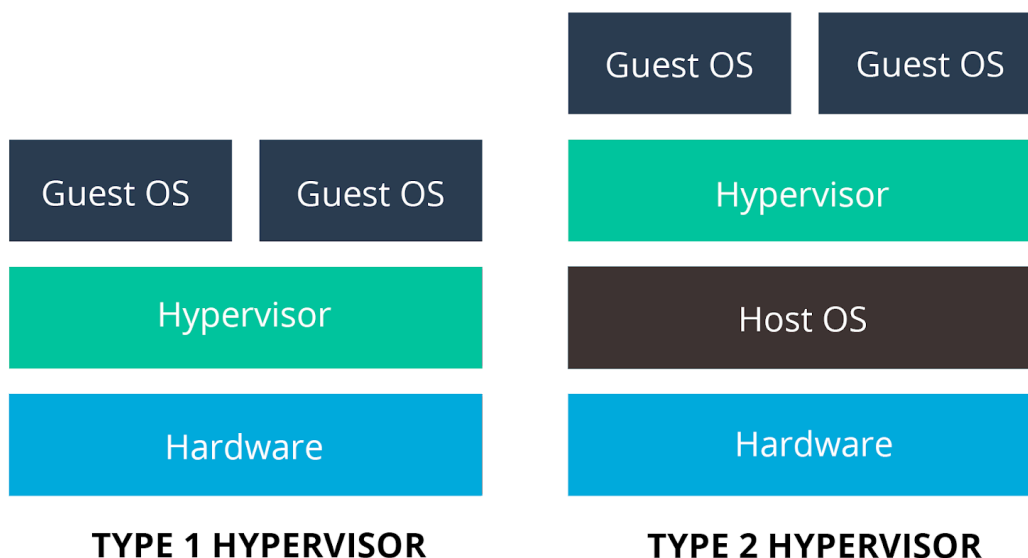 Guest OS
Guest OS
Hypervisor
Hardware
TYPE 1 HYPERVISOR
Guest OS
Guest OS
Hypervisor
Host OS
Hardware
TYPE 2 HYPERVISOR